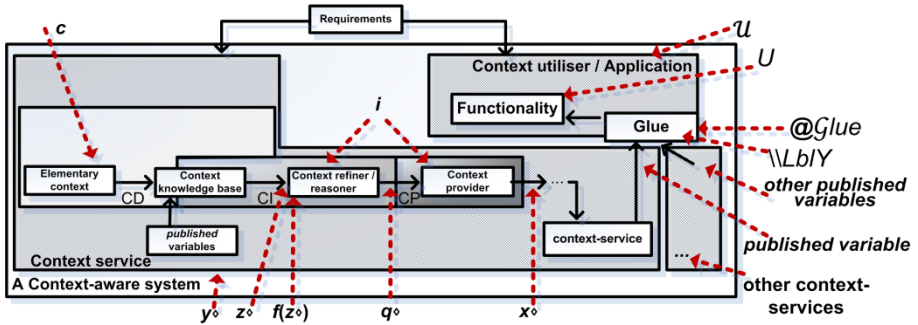 Requirements
c
𝒰
Context utiliser / Application
U
Functionality
Glue
@Glue
\\LblY
i
Elementary
context
CD
Context
knowledge base
CI
Context refiner /
reasoner
CP
Context
provider
...
other published
variables
published
variables
context-service
published variable
Context service
...
A Context-aware system
other context-
services
y⋄
z⋄
f(z⋄)
q⋄
x⋄